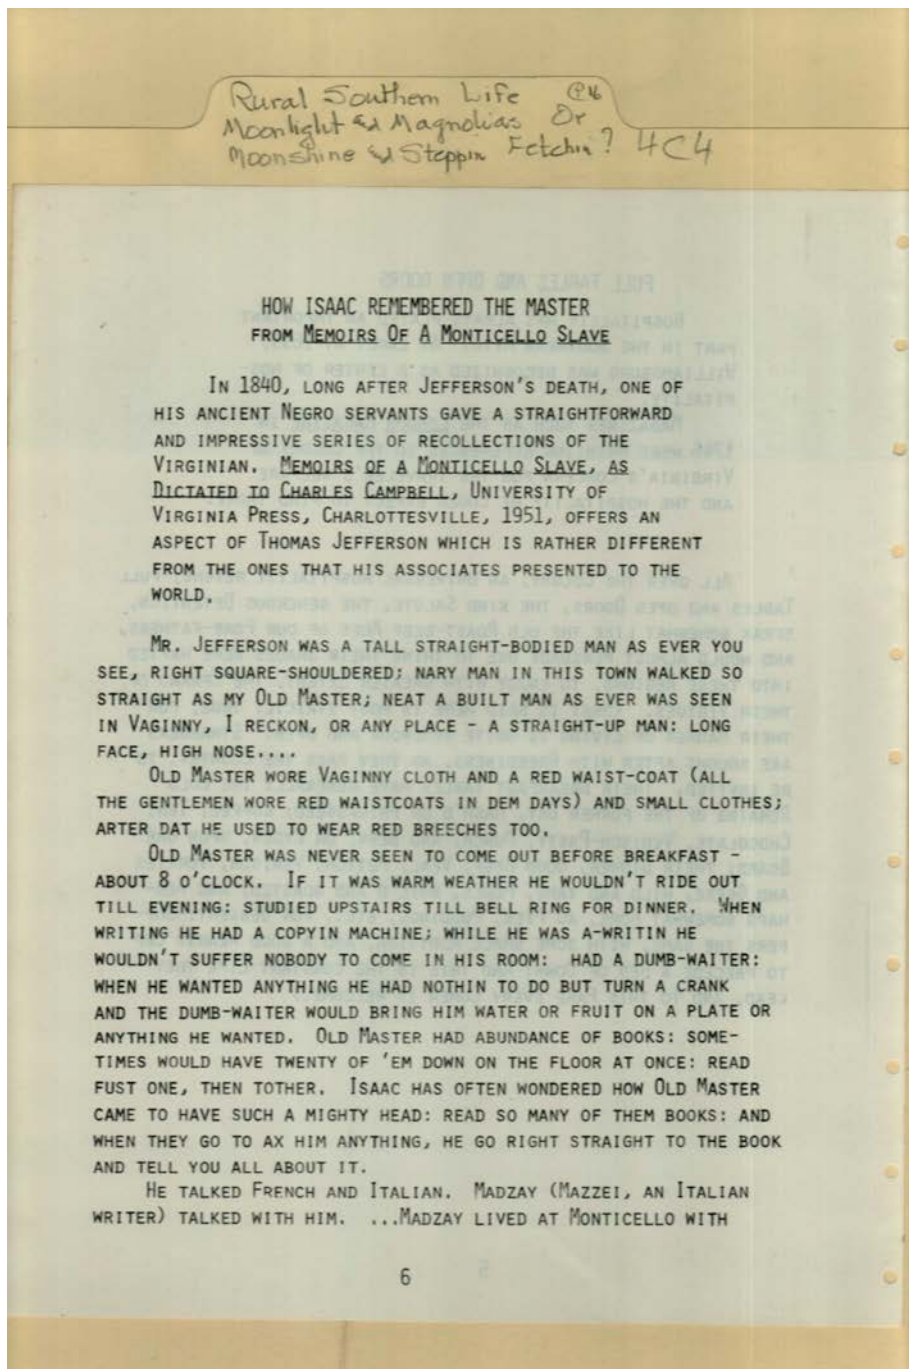 Rural Southern Life
Moonlight & Magnolias Or
Moonshine & Steppin Fetchin? 4C4
HOW ISAAC REMEMBERED THE MASTER
FROM MEMOIRS OF A MONTICELLO SLAVE
IN 1840, LONG AFTER JEFFERSON'S DEATH, ONE OF
HIS ANCIENT NEGRO SERVANTS GAVE A STRAIGHTFORWARD
AND IMPRESSIVE SERIES OF RECOLLECTIONS OF THE
VIRGINIAN. MEMOIRS OF A MONTICELLO SLAVE, AS
DICTATED TO CHARLES CAMPBELL, UNIVERSITY OF
VIRGINIA PRESS, CHARLOTTESVILLE, 1951, OFFERS AN
ASPECT OF THOMAS JEFFERSON WHICH IS RATHER DIFFERENT
FROM THE ONES THAT HIS ASSOCIATES PRESENTED TO THE
WORLD.
MR. JEFFERSON WAS A TALL STRAIGHT-BODIED MAN AS EVER YOU
SEE, RIGHT SQUARE-SHOULDERED; NARY MAN IN THIS TOWN WALKED SO
STRAIGHT AS MY OLD MASTER; NEAT A BUILT MAN AS EVER WAS SEEN
IN VAGINNY, I RECKON, OR ANY PLACE - A STRAIGHT-UP MAN: LONG
FACE, HIGH NOSE....
OLD MASTER WORE VAGINNY CLOTH AND A RED WAIST-COAT (ALL
THE GENTLEMEN WORE RED WAISTCOATS IN DEM DAYS) AND SMALL CLOTHES;
ARTER DAT HE USED TO WEAR RED BREECHES TOO.
OLD MASTER WAS NEVER SEEN TO COME OUT BEFORE BREAKFAST -
ABOUT 8 O'CLOCK. IF IT WAS WARM WEATHER HE WOULDN'T RIDE OUT
TILL EVENING: STUDIED UPSTAIRS TILL BELL RING FOR DINNER. WHEN
WRITING HE HAD A COPYIN MACHINE; WHILE HE WAS A-WRITIN HE
WOULDN'T SUFFER NOBODY TO COME IN HIS ROOM: HAD A DUMB-WAITER:
WHEN HE WANTED ANYTHING HE HAD NOTHIN TO DO BUT TURN A CRANK
AND THE DUMB-WAITER WOULD BRING HIM WATER OR FRUIT ON A PLATE OR
ANYTHING HE WANTED. OLD MASTER HAD ABUNDANCE OF BOOKS: SOME-
TIMES WOULD HAVE TWENTY OF 'EM DOWN ON THE FLOOR AT ONCE: READ
FUST ONE, THEN TOTHER. ISAAC HAS OFTEN WONDERED HOW OLD MASTER
CAME TO HAVE SUCH A MIGHTY HEAD: READ SO MANY OF THEM BOOKS: AND
WHEN THEY GO TO AX HIM ANYTHING, HE GO RIGHT STRAIGHT TO THE BOOK
AND TELL YOU ALL ABOUT IT.
HE TALKED FRENCH AND ITALIAN. MADZAY (MAZZEI, AN ITALIAN
WRITER) TALKED WITH HIM. ...MADZAY LIVED AT MONTICELLO WITH
6